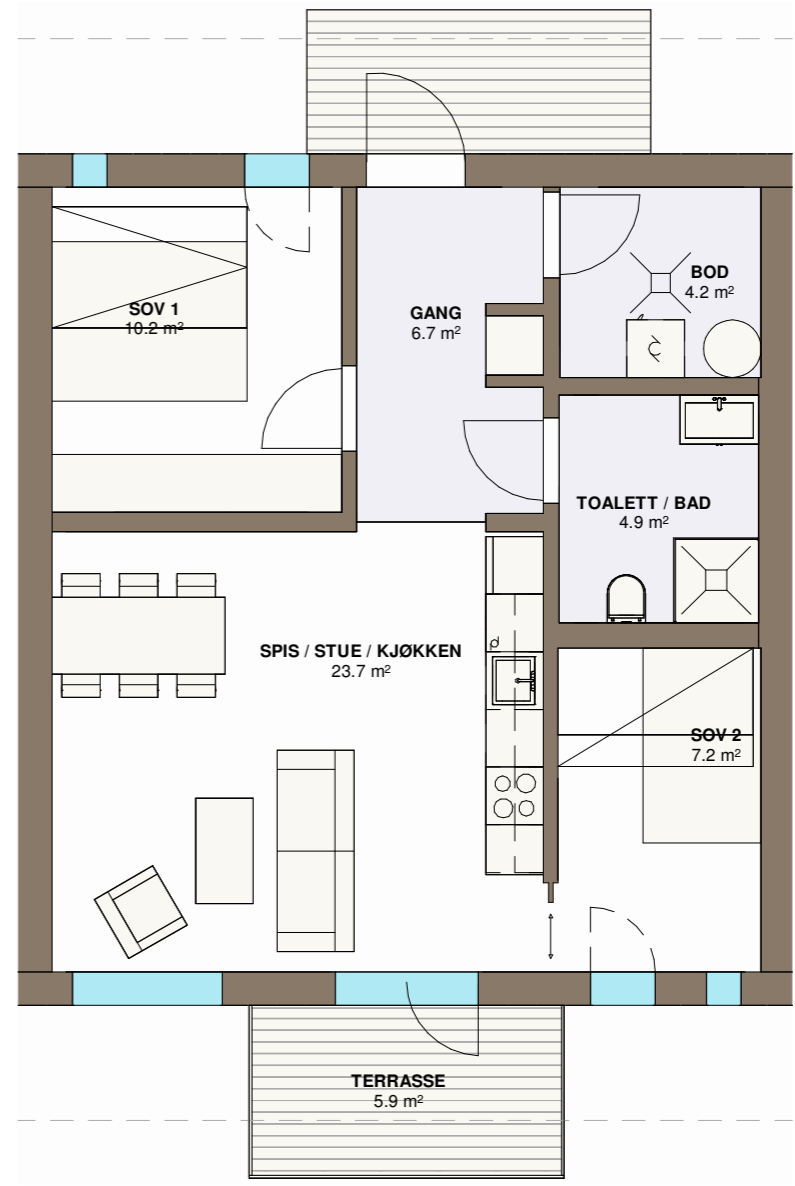 BOD
4.2 m²
SOV 1
10.2 m²
GANG
6.7 m²
TOALETT / BAD
4.9 m²
SPIS / STUE / KJØKKEN
23.7 m²
SOV 2
7.2 m²
TERRASSE
5.9 m²